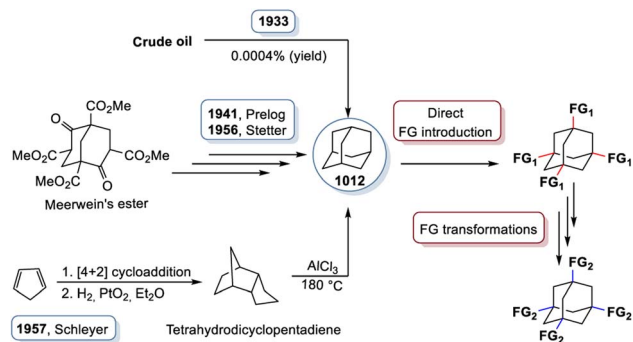 1933
Crude oil
0.0004% (yield)
CO₂Me
O
MeO₂C
CO₂Me
MeO₂C
O
Meerwein's ester
1941, Prelog
1956, Stetter
1012
Direct
FG introduction
FG₁
FG₁
FG₁
FG₁
FG transformations
FG₂
FG₂
FG₂
FG₂
1. [4+2] cycloaddition
2. H₂, PtO₂, Et₂O
AlCl₃
180 °C
1957, Schleyer
Tetrahydrodicyclopentadiene